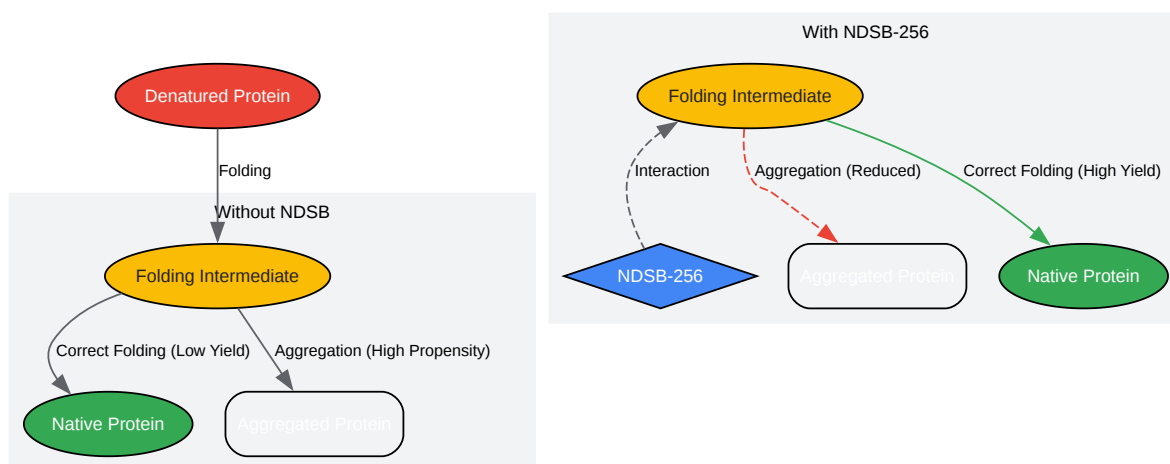 Denatured Protein
Folding
Without NDSB
Folding Intermediate
Correct Folding (Low Yield)
Aggregation (High Propensity)
Native Protein
Aggregated Protein
With NDSB-256
Folding Intermediate
Interaction
Aggregation (Reduced)
Correct Folding (High Yield)
NDSB-256
Aggregated Protein
Native Protein